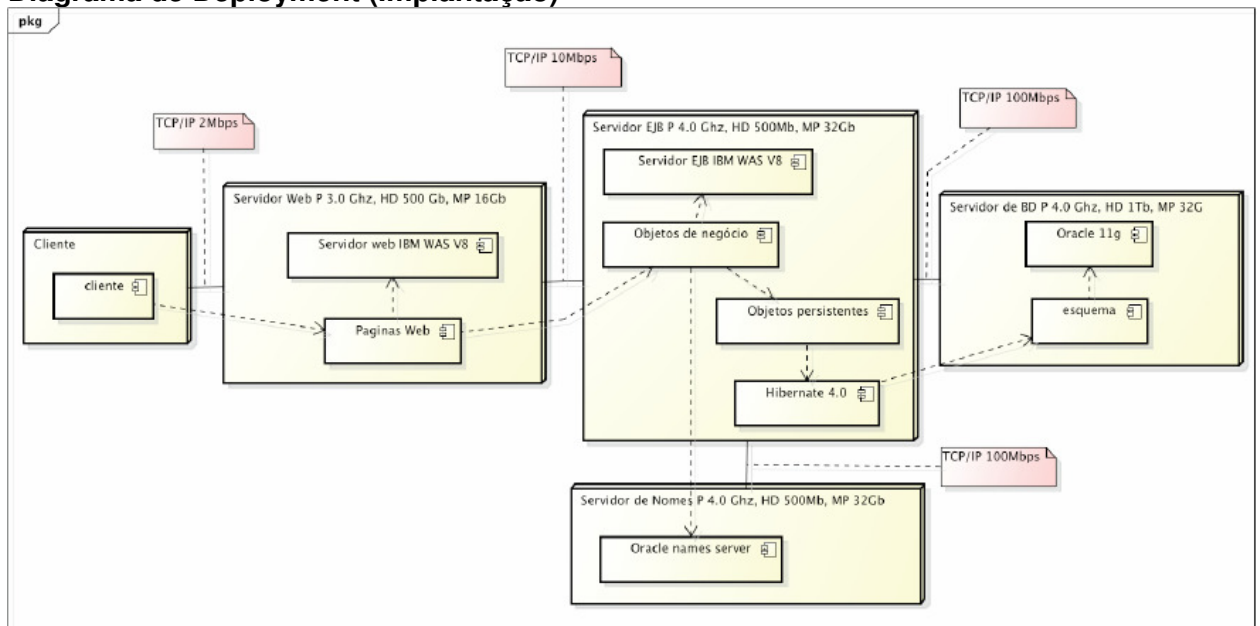 Diagrama de Deployment (Implantação)
pkg
TCP/IP 2Mbps
TCP/IP 10Mbps
TCP/IP 100Mbps
Cliente
cliente
Servidor Web P 3.0 Ghz, HD 500 Gb, MP 16Gb
Servidor web IBM WAS V8
Paginas Web
Servidor EJB P 4.0 Ghz, HD 500Mb, MP 32Gb
Servidor EJB IBM WAS V8
Objetos de negócio
Objetos persistentes
Hibernate 4.0
Servidor de BD P 4.0 Ghz, HD 1Tb, MP 32G
Oracle 11g
esquema
TCP/IP 100Mbps
Servidor de Nomes P 4.0 Ghz, HD 500Mb, MP 32Gb
Oracle names server